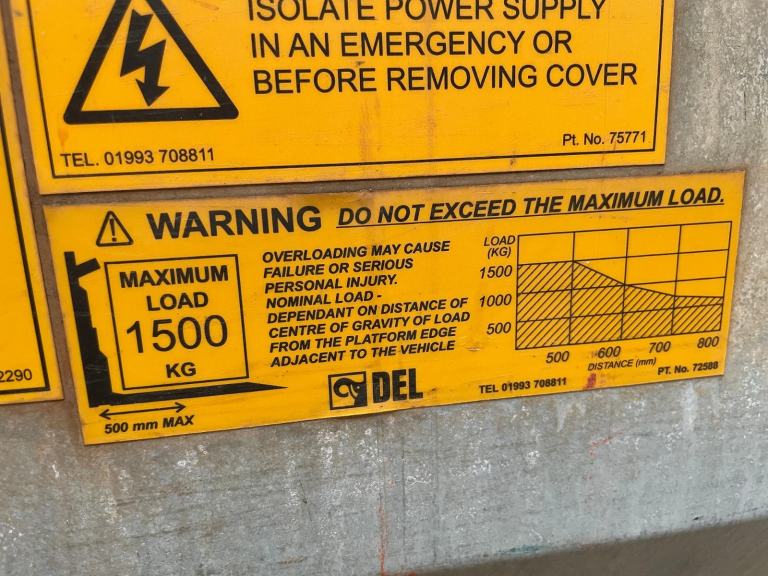 ISOLATE POWER SUPPLY
IN AN EMERGENCY OR
BEFORE REMOVING COVER
TEL. 01993 708811
Pt. No. 75771
2290
WARNING DO NOT EXCEED THE MAXIMUM LOAD.
MAXIMUM
LOAD
1500
KG
500 mm MAX
OVERLOADING MAY CAUSE
FAILURE OR SERIOUS
PERSONAL INJURY.
NOMINAL LOAD -
DEPENDANT ON DISTANCE OF
CENTRE OF GRAVITY OF LOAD
FROM THE PLATFORM EDGE
ADJACENT TO THE VEHICLE
LOAD
(KG)
1500
1000
500
500 600 700 800
DISTANCE (mm)
DEL
TEL 01993 708811
PT. No. 72588